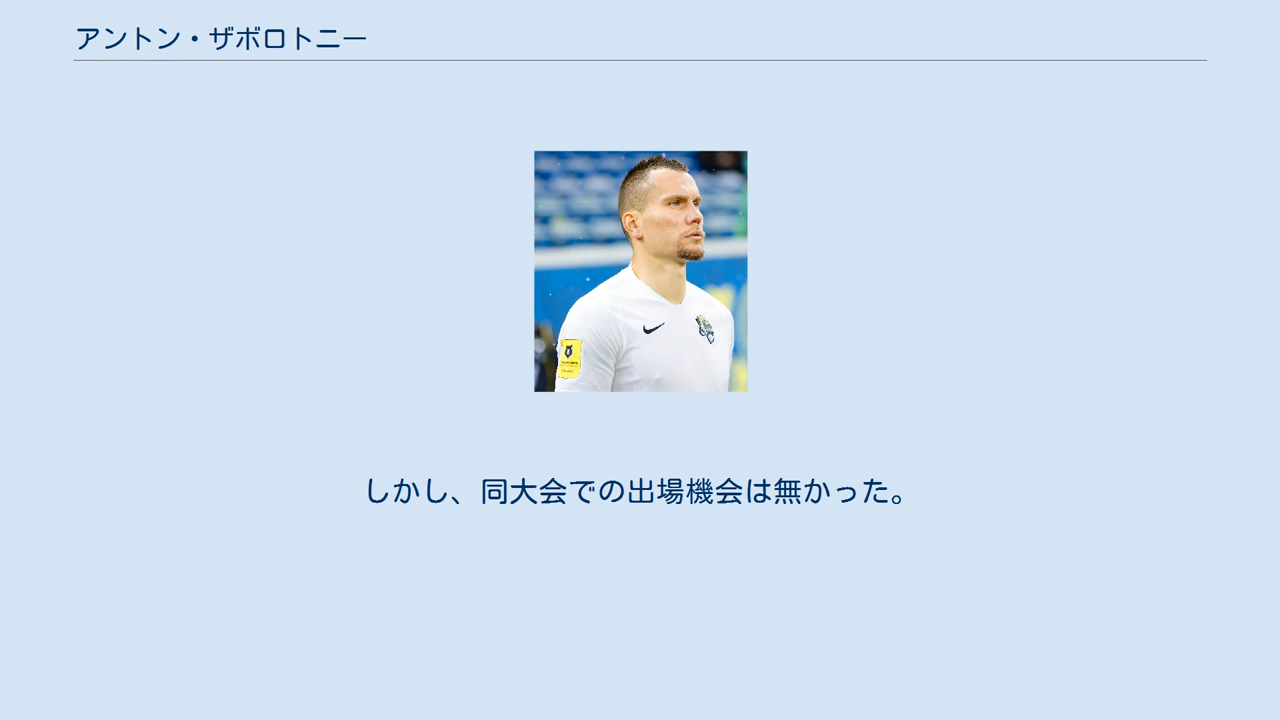 アントン・ザボロトニー
しかし、同大会での出場機会は無かった。